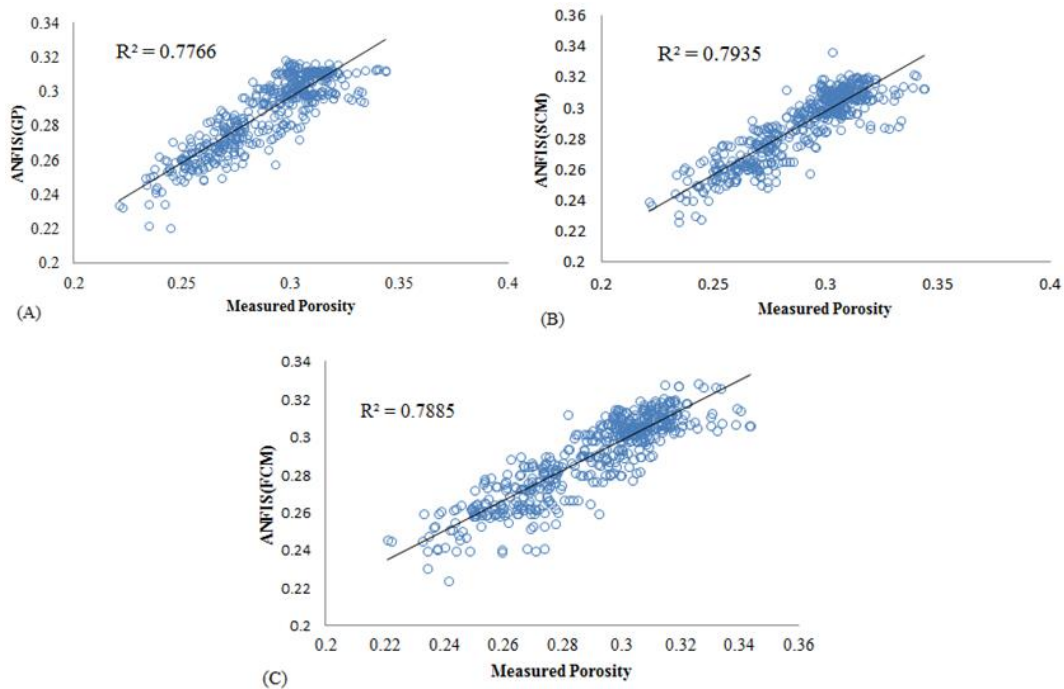 0.34
0.32
0.3
0.28
0.26
0.24
0.22
0.2
ANFIS(GP)
R² = 0.7766
0.2 0.25 0.3 0.35 0.4
Measured Porosity
(A)
0.36
0.34
0.32
0.3
0.28
0.26
0.24
0.22
0.2
ANFIS(SCM)
R² = 0.7935
0.2 0.25 0.3 0.35 0.4
Measured Porosity
(B)
0.34
0.32
0.3
0.28
0.26
0.24
0.22
0.2
ANFIS(FCM)
R² = 0.7885
0.2 0.22 0.24 0.26 0.28 0.3 0.32 0.34 0.36
Measured Porosity
(C)